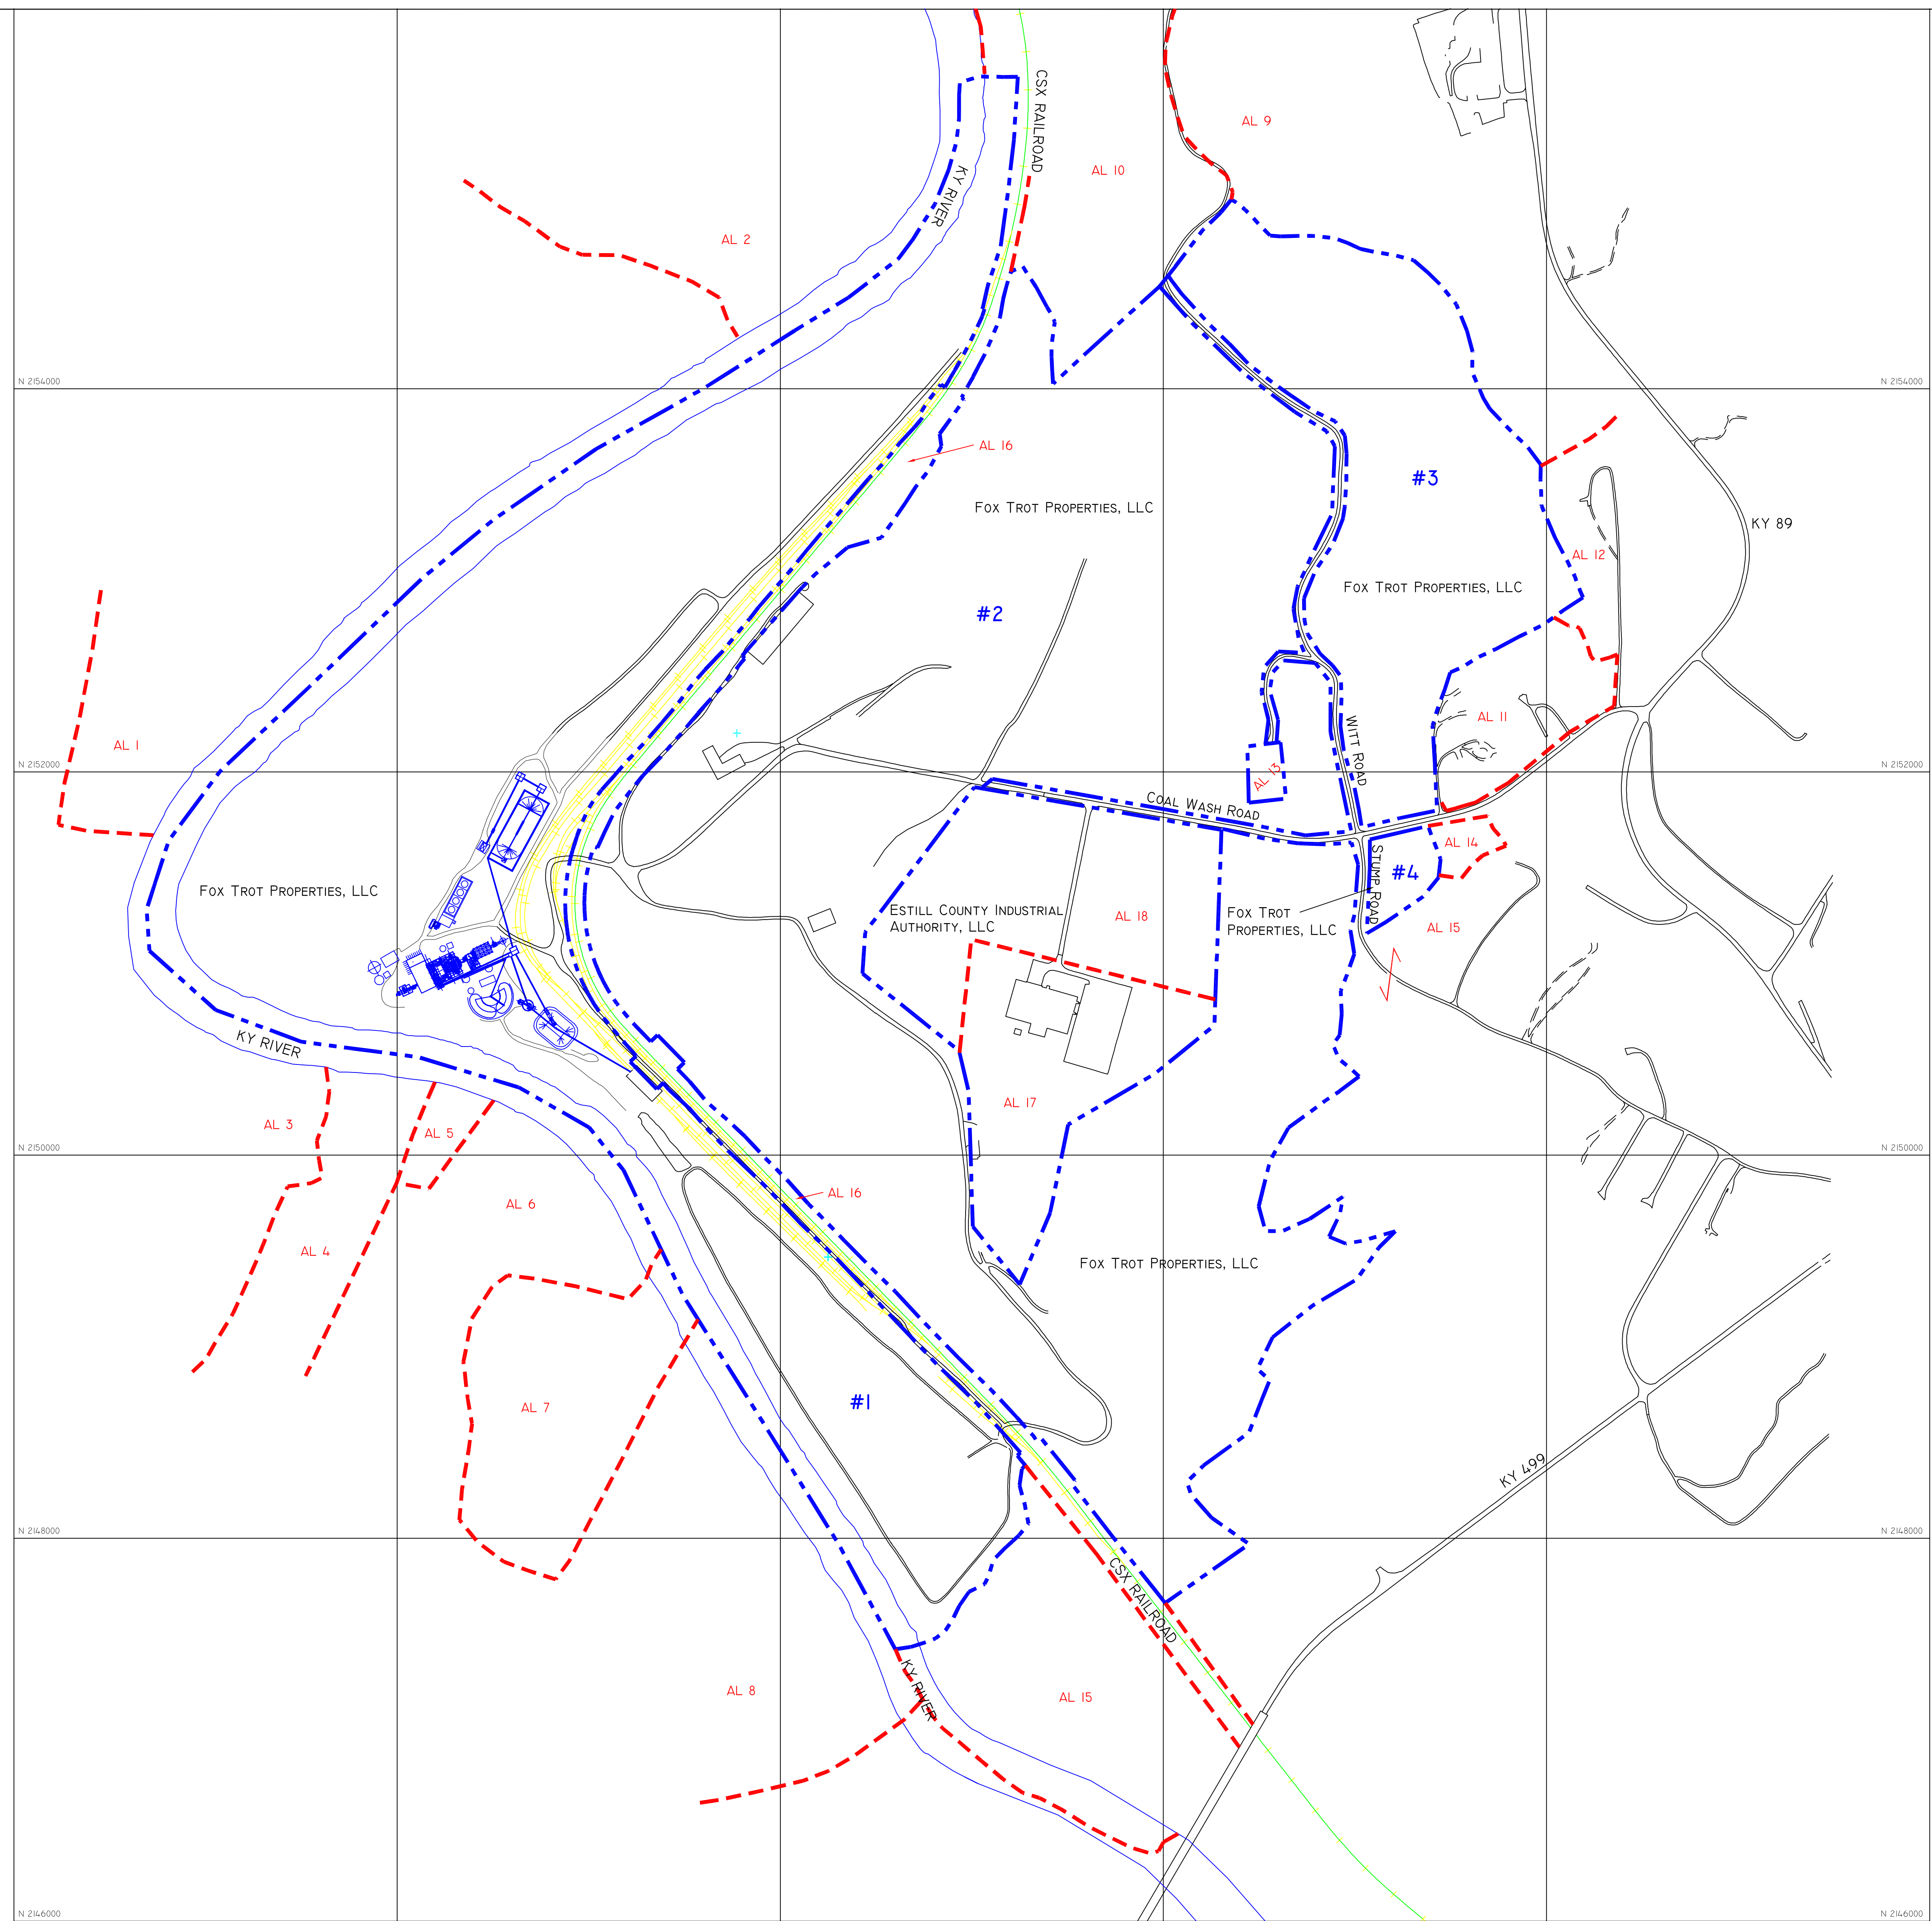 CSX RAILROAD
AL 9
AL 10
KY RIVER
AL 2
N 2154000
N 2154000
AL 16
#3
Fox Trot Properties, LLC
KY 89
AL 12
Fox Trot Properties, LLC
#2
AL 11
WITT ROAD
AL 1
N 2152000
N 2152000
AL 13
Coal Wash Road
AL 14
STUMP ROAD
#4
Fox Trot Properties, LLC
Estill County Industrial
Authority, LLC
AL 18
Fox Trot
Properties, LLC
AL 15
KY RIVER
AL 17
AL 3
AL 5
N 2150000
N 2150000
AL 16
AL 6
AL 4
Fox Trot Properties, LLC
#1
AL 7
KY 499
N 2148000
N 2148000
CSX RAILROAD
KY RIVER
AL 8
AL 15
N 2146000
N 2146000